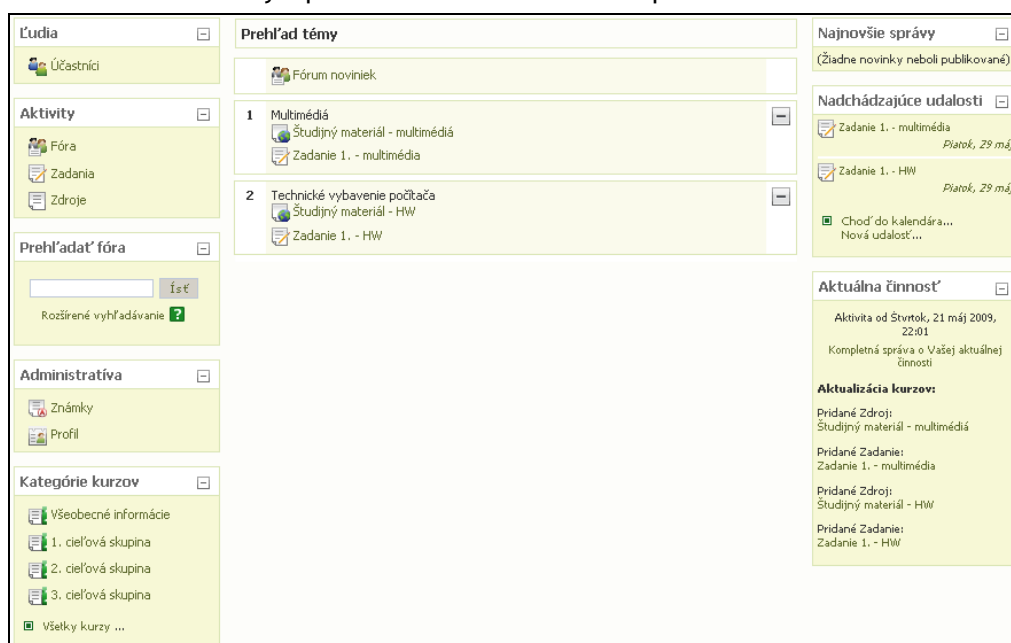 Ľudia
Účastníci
Aktivity
Fóra
Zadania
Zdroje
Prehľadať fóra
Ísť
Rozšírené vyhľadávanie ?
Administratíva
Známky
Profil
Kategórie kurzov
Všeobecné informácie
1. cieľová skupina
2. cieľová skupina
3. cieľová skupina
Všetky kurzy ...
Prehľad témy
Fórum noviniek
1 Multimédiá
Študijný materiál - multimédiá
Zadanie 1. - multimédia
2 Technické vybavenie počítača
Študijný materiál - HW
Zadanie 1. - HW
Najnovšie správy
(Žiadne novinky neboli publikované)
Nadchádzajúce udalosti
Zadanie 1. - multimédia
Piatok, 29 máj
Zadanie 1. - HW
Piatok, 29 máj
Choď do kalendára...
Nová udalosť...
Aktuálna činnosť
Aktivita od Štvrtok, 21 máj 2009,
22:01
Kompletná správa o Vašej aktuálnej
činnosti
Aktualizácia kurzov:
Pridané Zdroj:
Študijný materiál - multimédiá
Pridané Zadanie:
Zadanie 1. - multimédia
Pridané Zdroj:
Študijný materiál - HW
Pridané Zadanie:
Zadanie 1. - HW